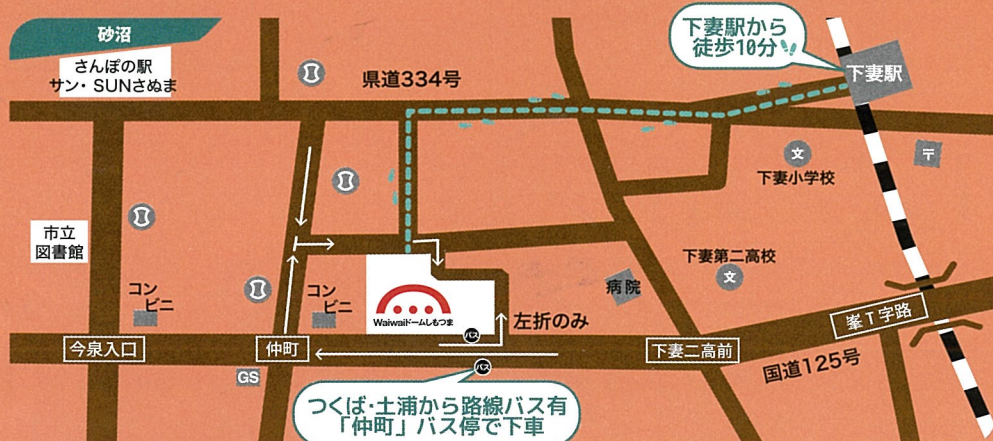 砂沼
さんぽの駅
サン・SUNさぬま
県道334号
下妻駅から
徒歩10分
下妻駅
〒
文
下妻小学校
市立
図書館
下妻第二高校
文
病院
コン
ビニ
コン
ビニ
Waiwaiドームしもつま
左折のみ
バス
バス
今泉入口
仲町
下妻二高前
峯T字路
国道125号
GS
つくば・土浦から路線バス有
「仲町」バス停で下車